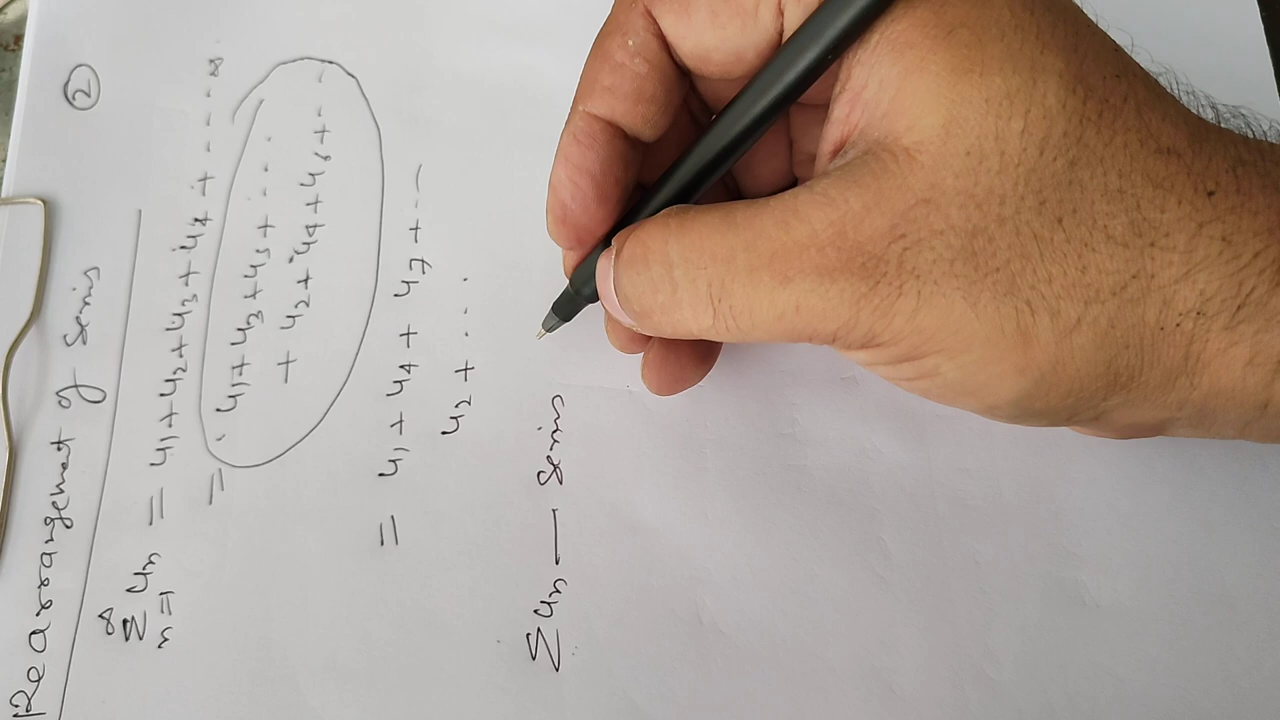 Rearrangement of Series ②
∞
∑ un = u1 + u2 + u3 + u4 + ---- ∞
n=1
= u1 + u3 + u5 + ....
+ u2 + u4 + u6 + --
= u1 + u4 + u7 + ---
u2 + ....
∑un — Series